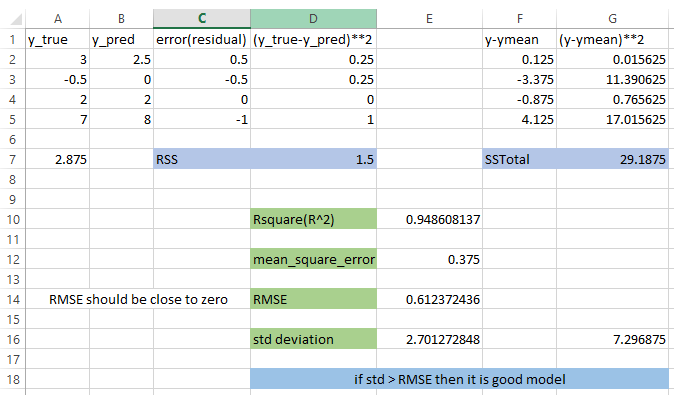 A B C D E F G
1 y_true y_pred error(residual) (y_true-y_pred)**2 y-ymean (y-ymean)**2
2 3 2.5 0.5 0.25 0.125 0.015625
3 -0.5 0 -0.5 0.25 -3.375 11.390625
4 2 2 0 0 -0.875 0.765625
5 7 8 -1 1 4.125 17.015625
6
7 2.875 RSS 1.5 SSTotal 29.1875
8
9
10 Rsquare(R^2) 0.948608137
11
12 mean_square_error 0.375
13
14 RMSE should be close to zero RMSE 0.612372436
15
16 std deviation 2.701272848 7.296875
17
18 if std > RMSE then it is good model